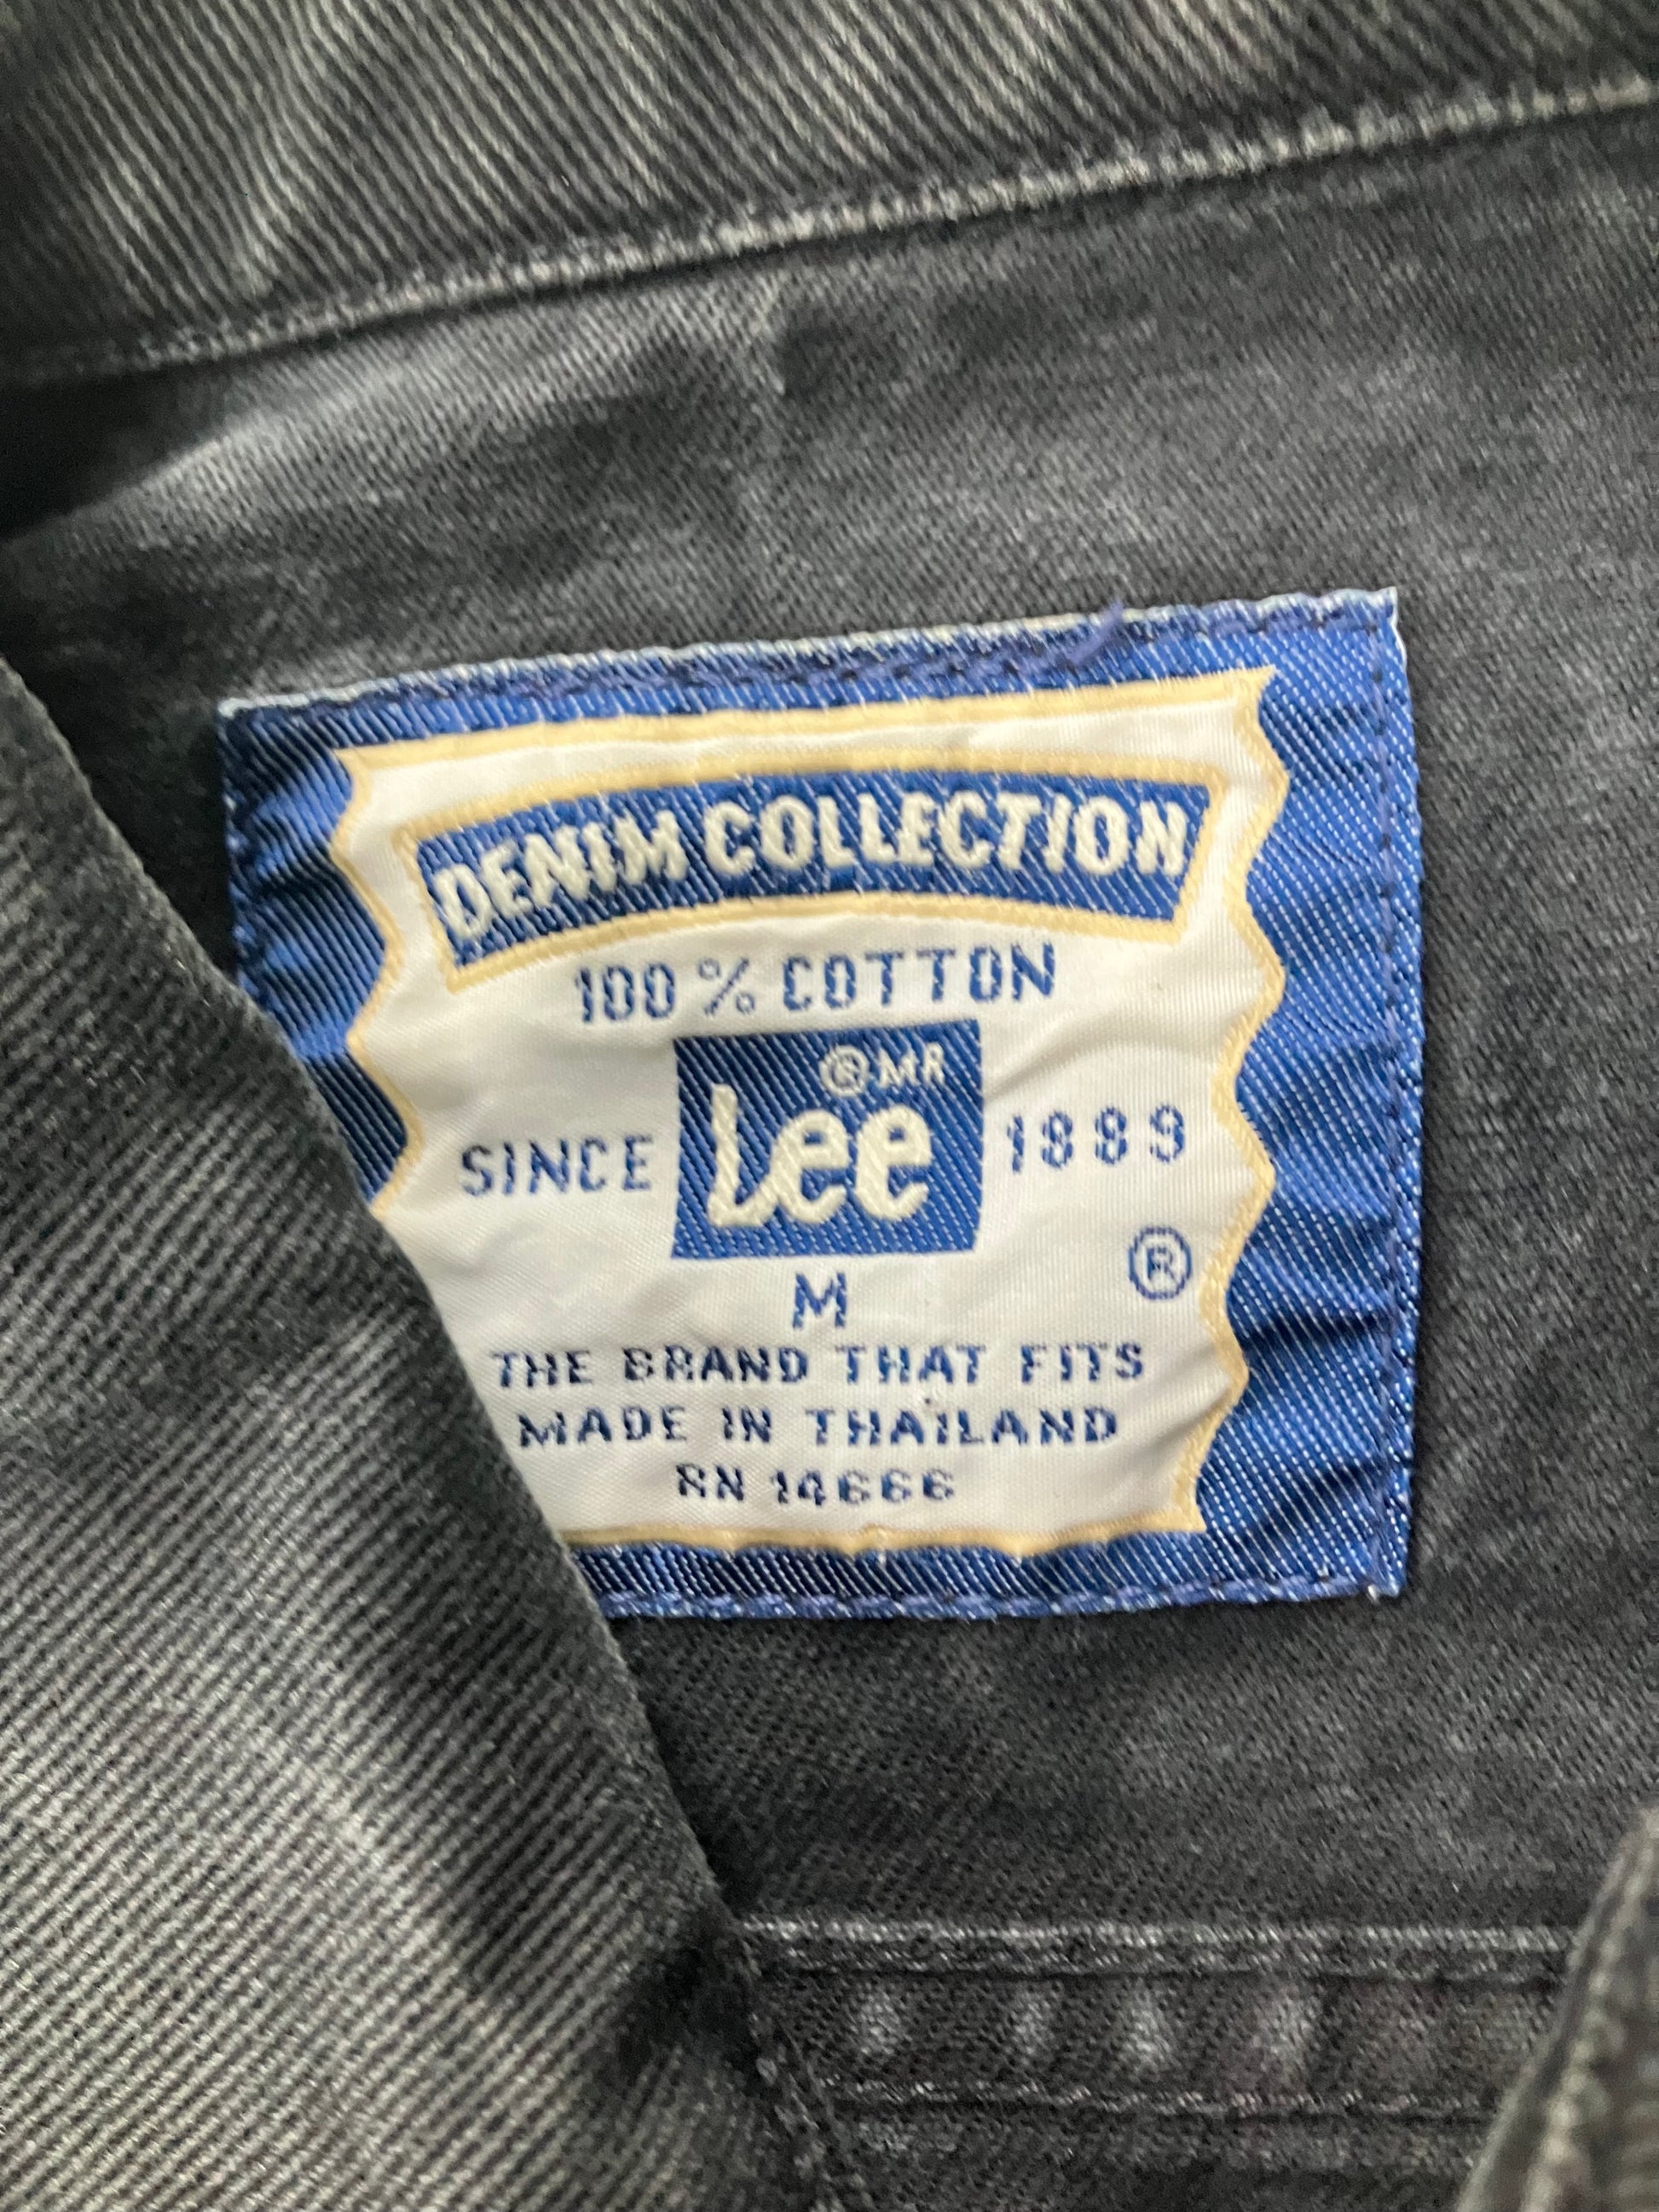 DENIM COLLECTION
100% COTTON
® MR
SINCE Lee 1889
®
M
THE BRAND THAT FITS
MADE IN THAILAND
RN 14666